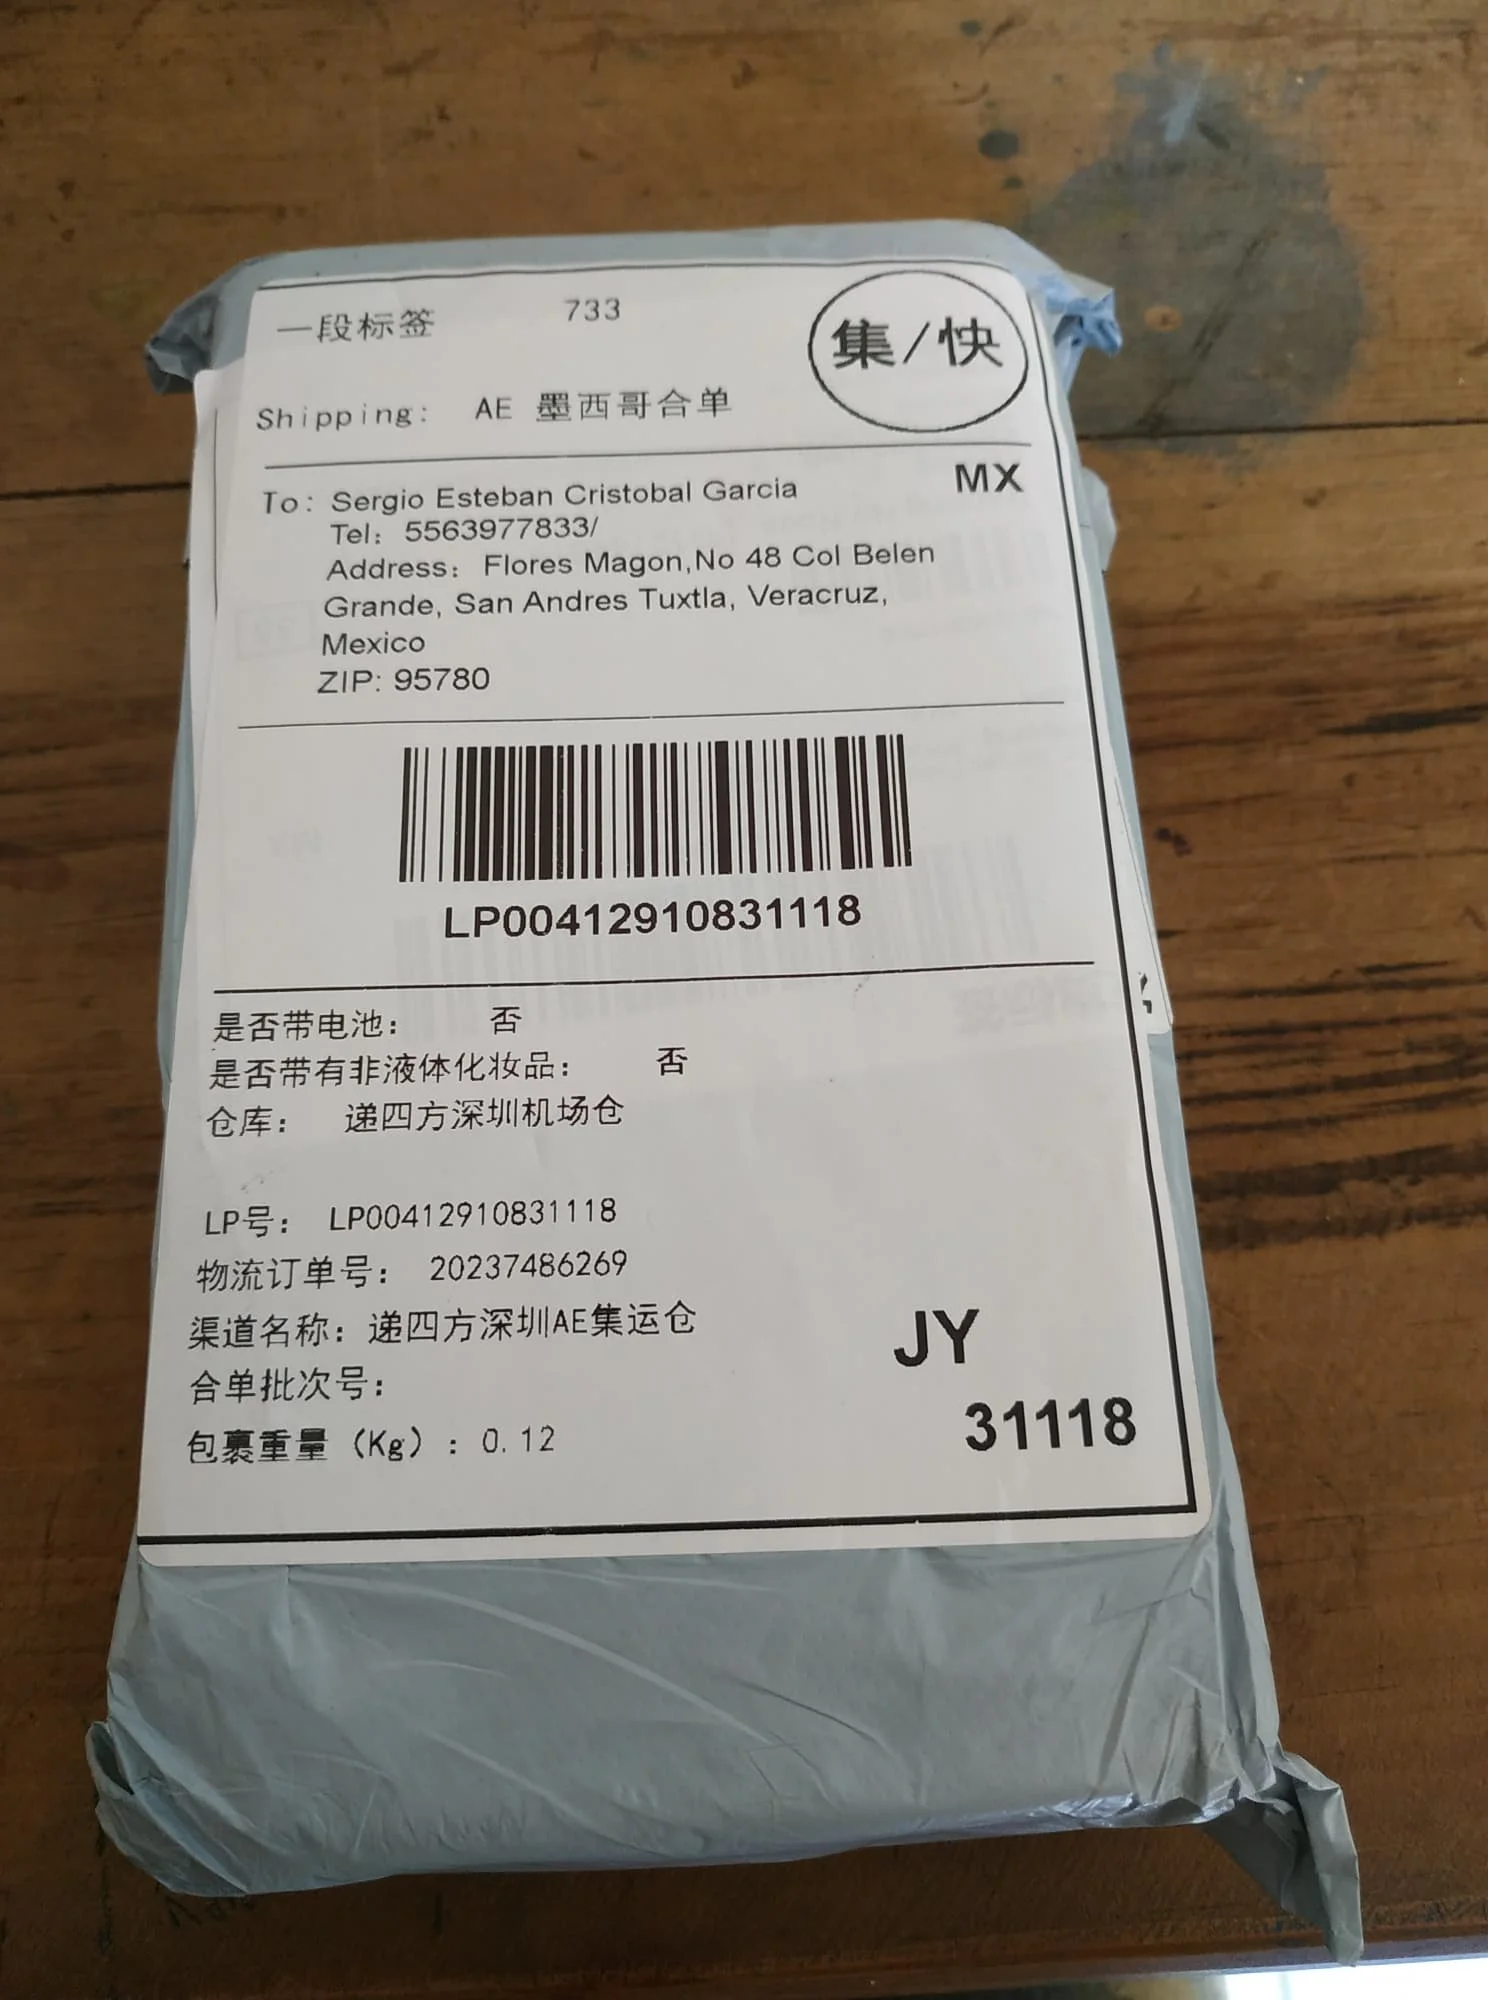 一段标签 733
集/快
Shipping: AE 墨西哥合单
MX
To: Sergio Esteban Cristobal Garcia
Tel: 5563977833/
Address: Flores Magon,No 48 Col Belen
Grande, San Andres Tuxtla, Veracruz,
Mexico
ZIP: 95780
LP00412910831118
是否带电池: 否
是否带有非液体化妆品: 否
仓库: 递四方深圳机场仓
LP号: LP00412910831118
物流订单号: 20237486269
渠道名称: 递四方深圳AE集运仓
合单批次号:
包裹重量 (Kg) : 0.12
JY
31118